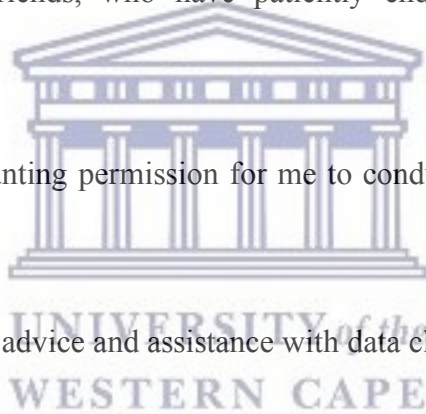 riends, who have patiently end
nting permission for me to cond
UNIVERSITY of the
advice and assistance with data cl
WESTERN CAPE